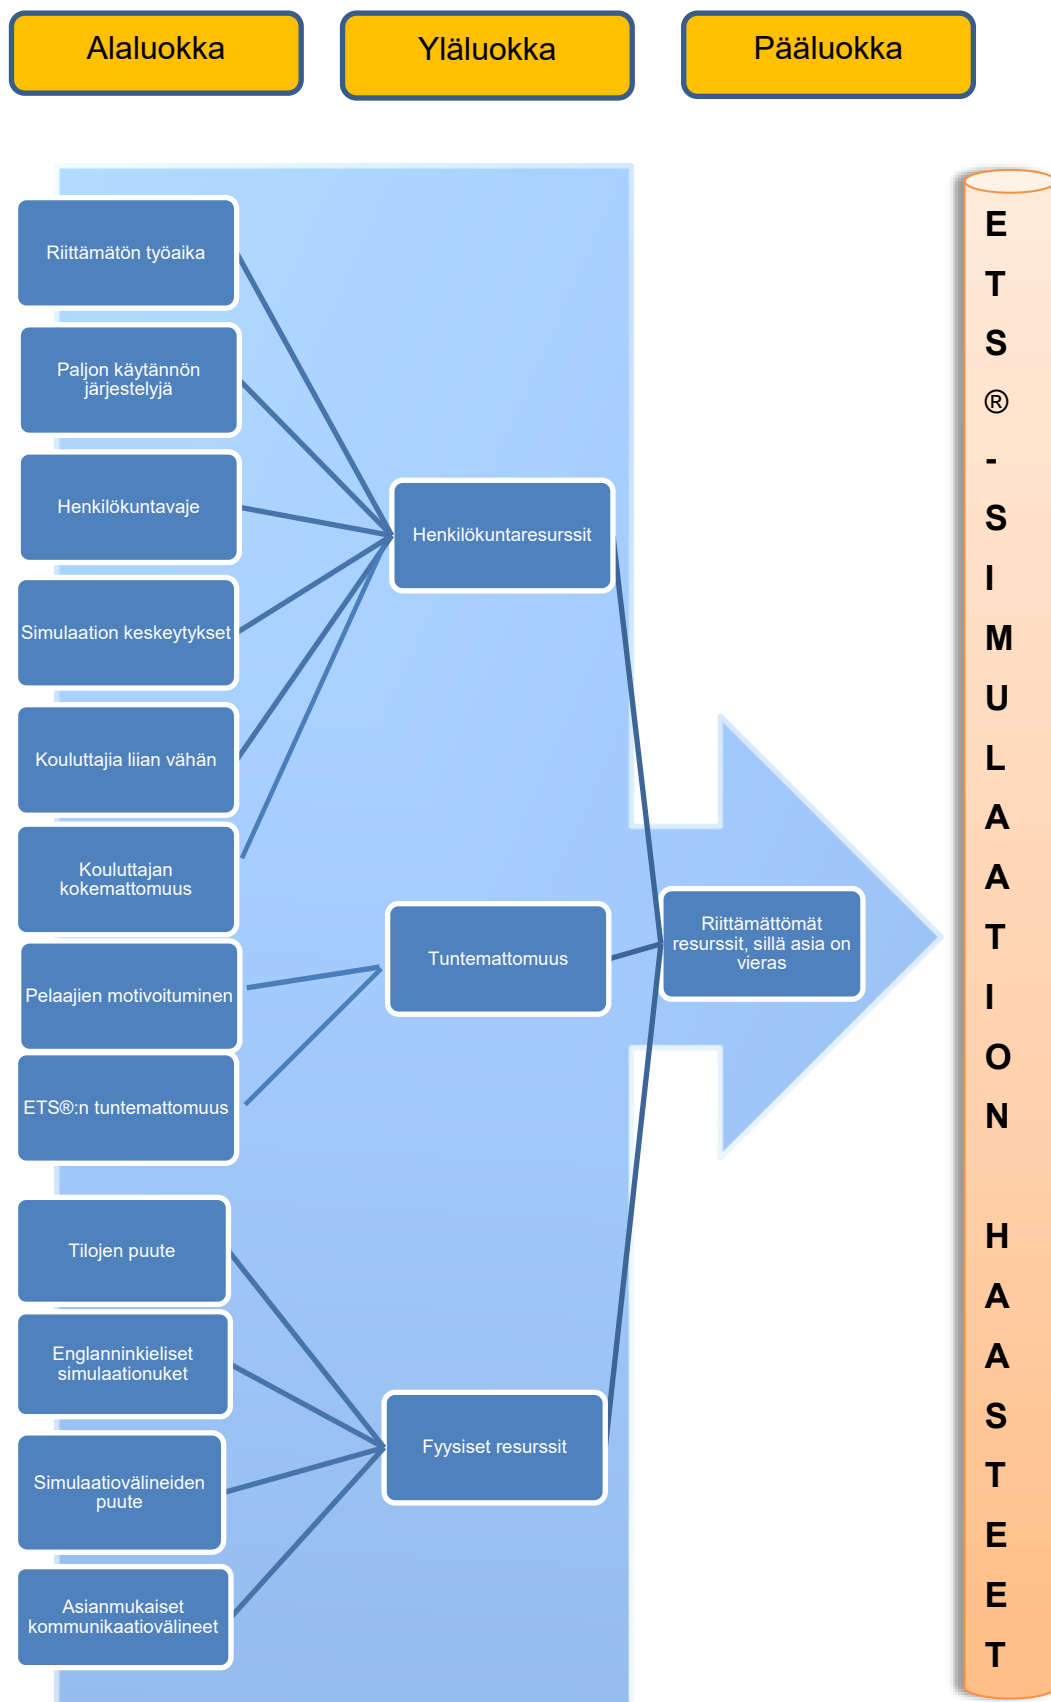 Alaluokka
Yläluokka
Pääluokka
Riittämätön työaika
Paljon käytännön
järjestelyjä
Henkilökuntavaje
Simulaation keskeytykset
Kouluttajia liian vähän
Kouluttajan
kokemattomuus
Pelaajien motivoituminen
ETS®:n tuntemattomuus
Tilojen puute
Englanninkieliset
simulaationuket
Simulaatiovälineiden
puute
Asianmukaiset
kommunikaatiovälineet
Henkilökuntaresurssit
Tuntemattomuus
Fyysiset resurssit
Riittämättömät
resurssit, sillä asia on
vieras
E
T
S
®
-
S
I
M
U
L
A
A
T
I
O
N
H
A
A
S
T
E
E
T